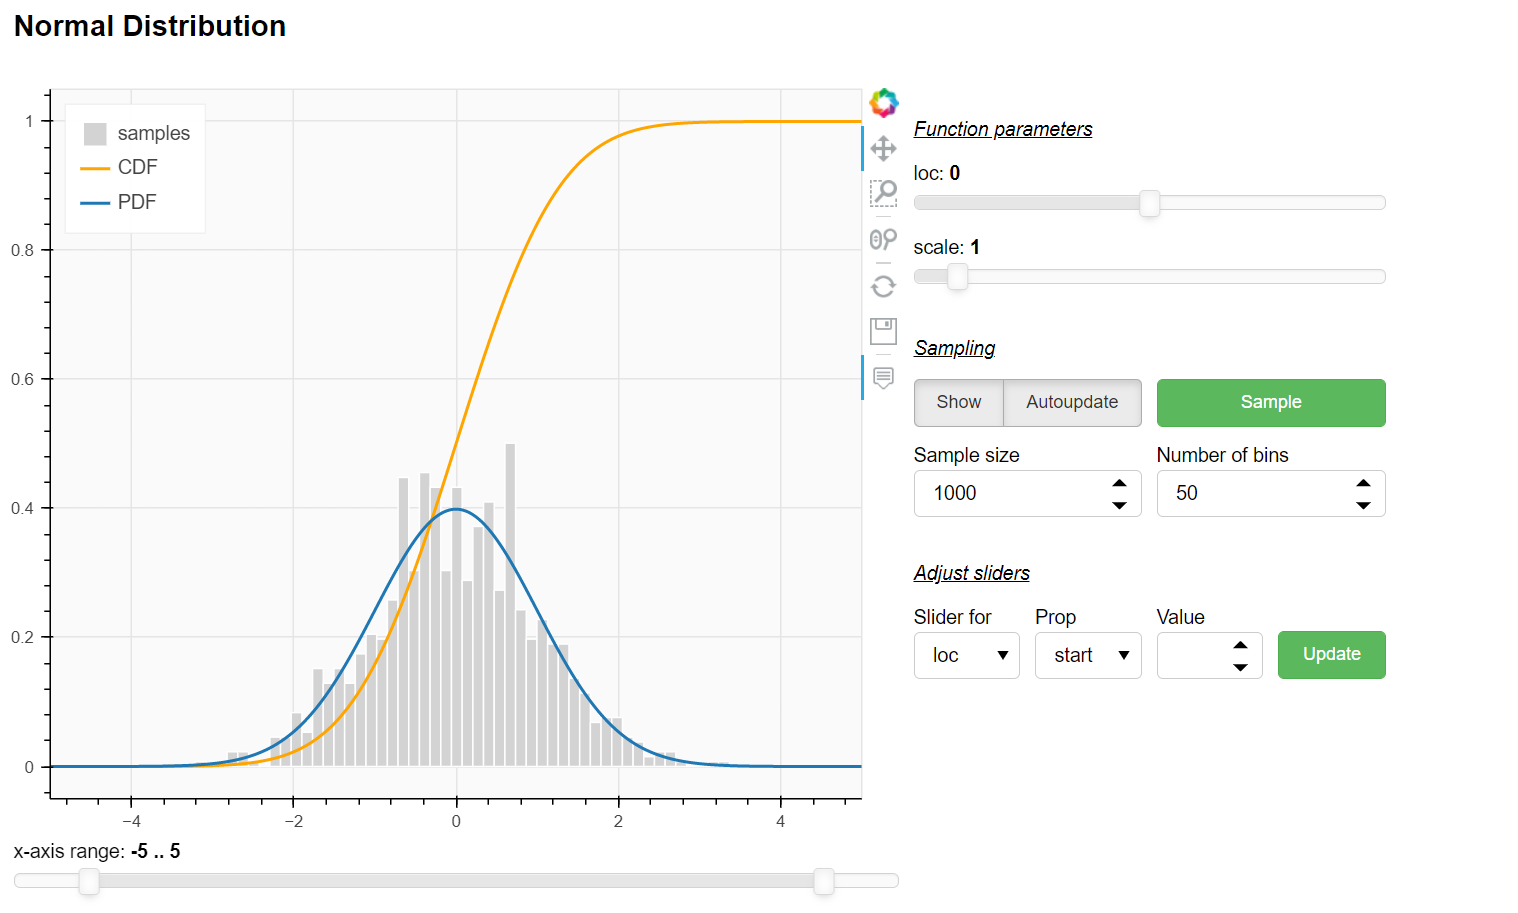 Normal Distribution
samples
CDF
PDF
1
0.8
0.6
0.4
0.2
0
−4
−2
0
2
4
x-axis range: -5 .. 5
Function parameters
loc: 0
scale: 1
Sampling
Show Autoupdate Sample
Sample size Number of bins
1000 50
Adjust sliders
Slider for Prop Value
loc start Update